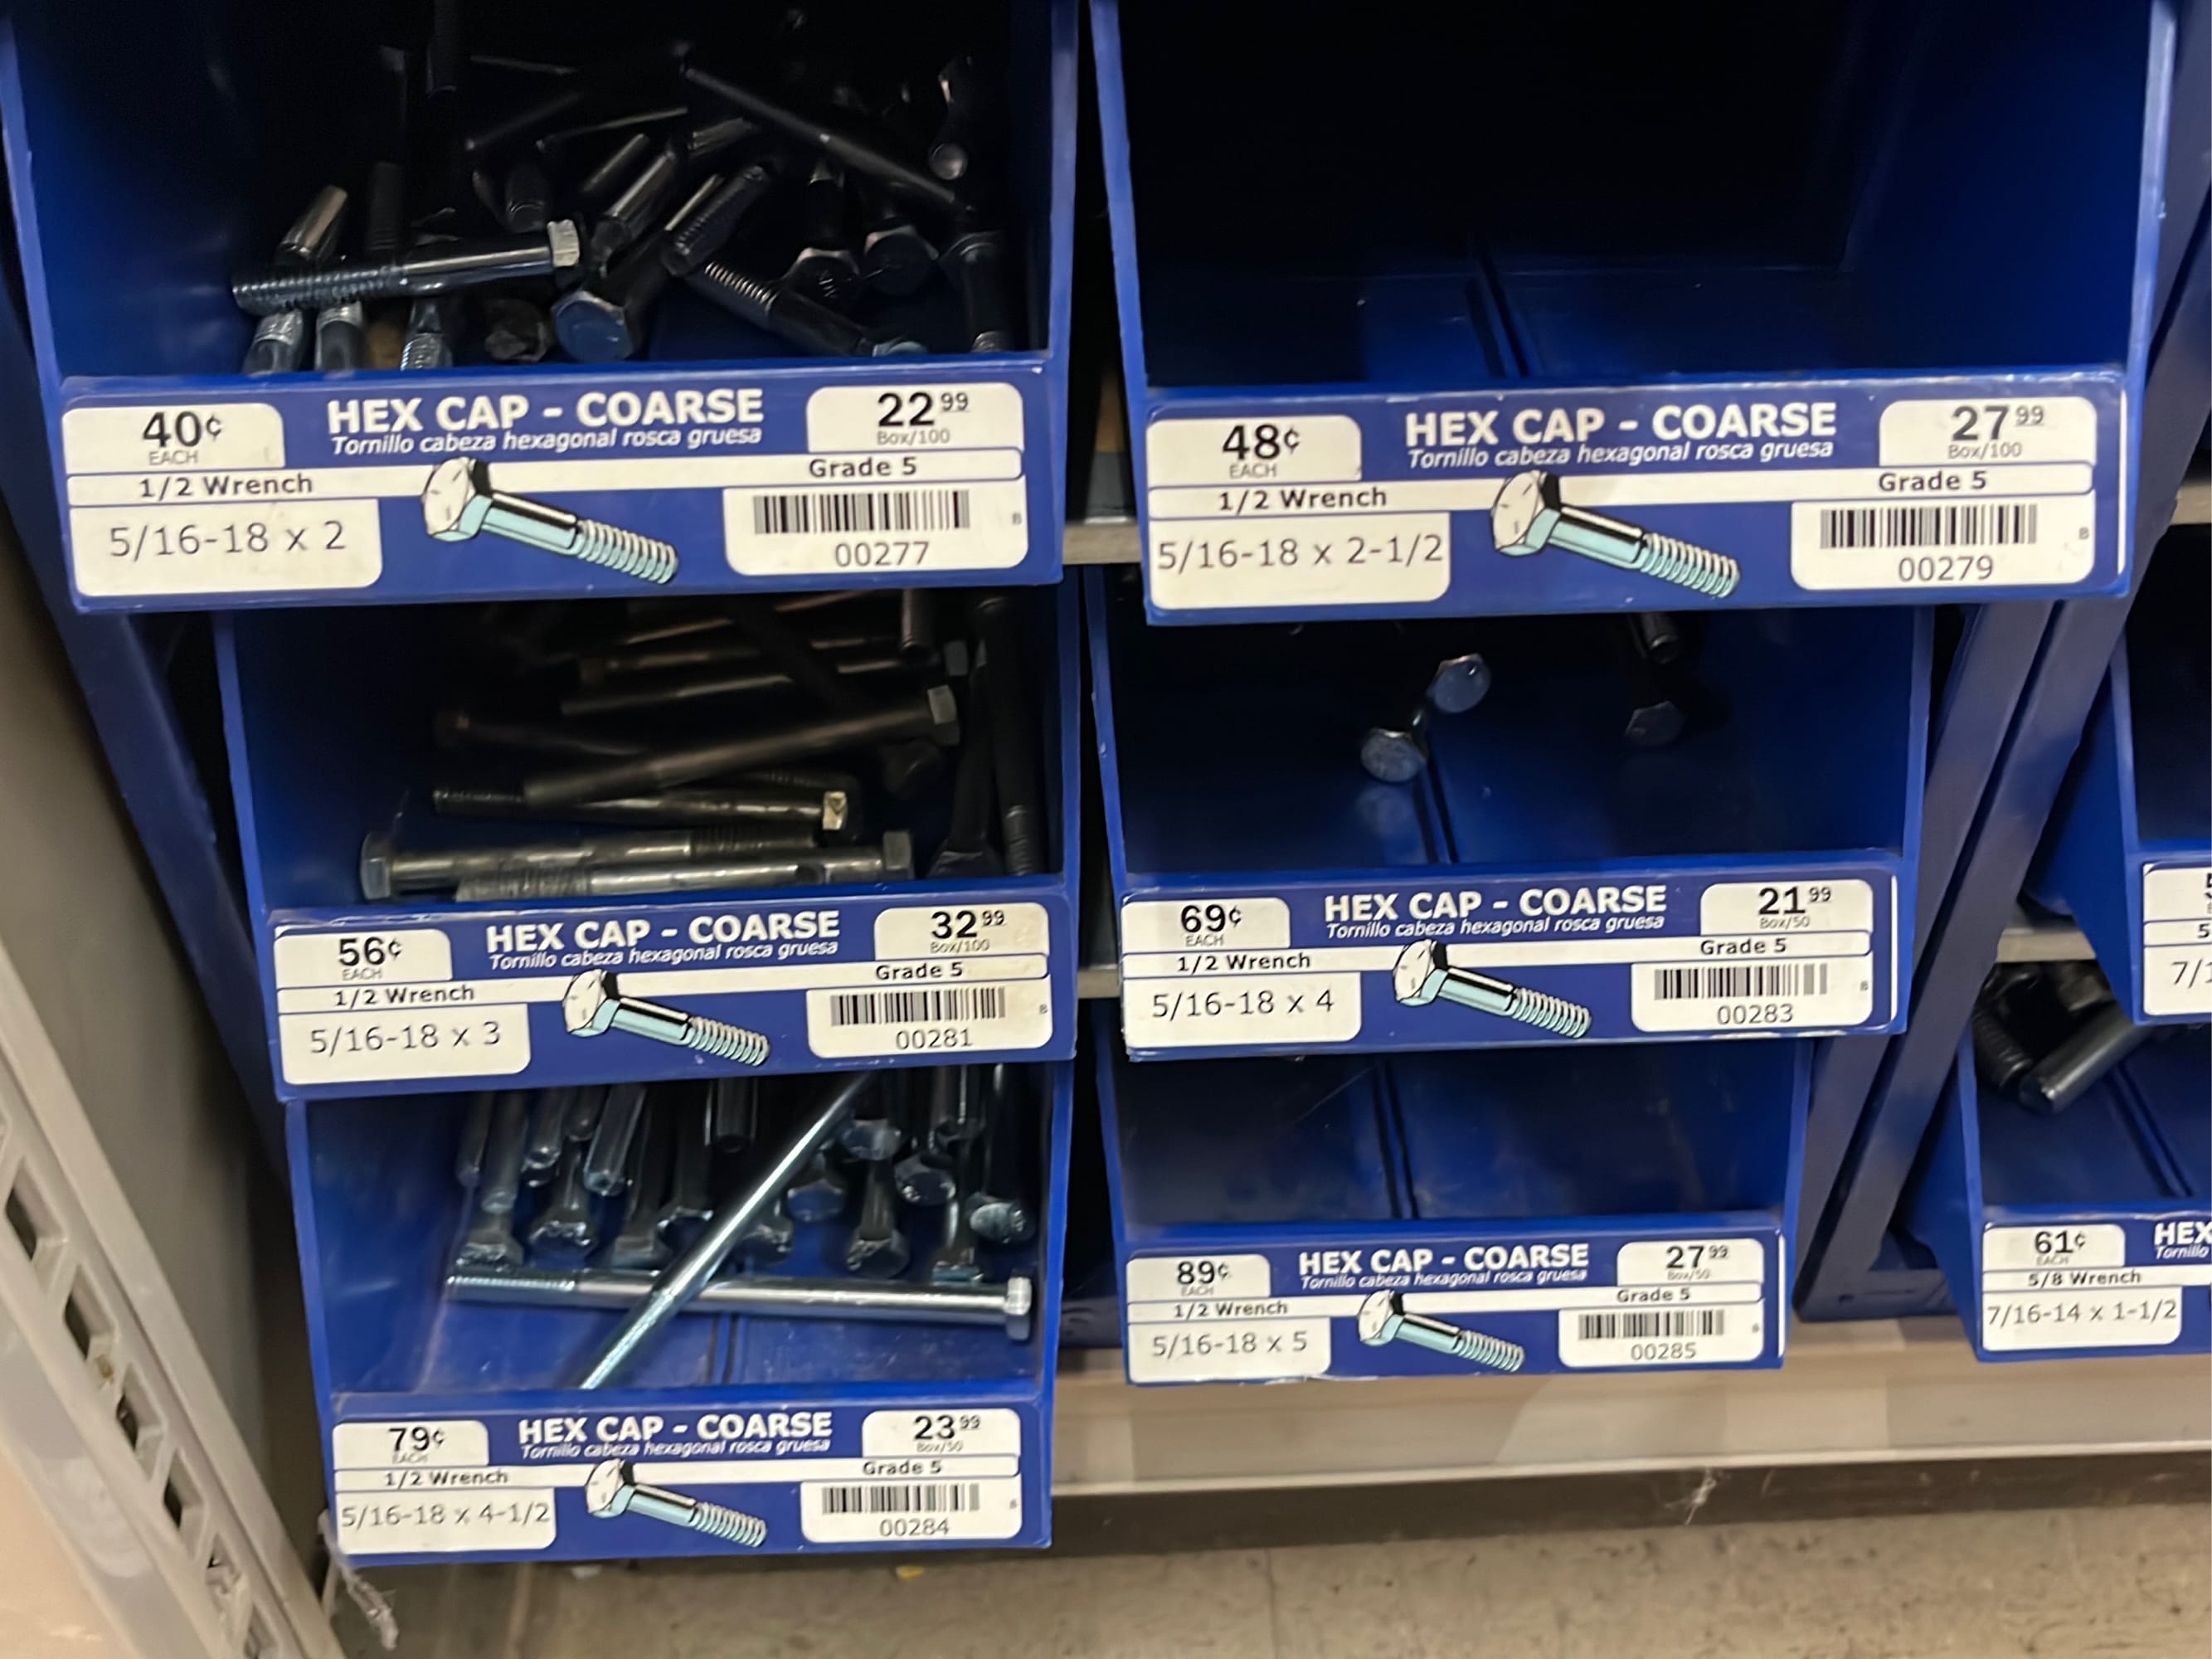 40¢
EACH
HEX CAP - COARSE
Tornillo cabeza hexagonal rosca gruesa
22 99
Box/100
Grade 5
1/2 Wrench
5/16-18 x 2
00277
B
48¢
EACH
HEX CAP - COARSE
Tornillo cabeza hexagonal rosca gruesa
27 99
Box/100
Grade 5
1/2 Wrench
5/16-18 x 2-1/2
00279
B
56¢
EACH
HEX CAP - COARSE
Tornillo cabeza hexagonal rosca gruesa
32 99
Box/100
Grade 5
1/2 Wrench
5/16-18 x 3
00281
B
69¢
EACH
HEX CAP - COARSE
Tornillo cabeza hexagonal rosca gruesa
21 99
Box/50
Grade 5
1/2 Wrench
5/16-18 x 4
00283
B
79¢
EACH
HEX CAP - COARSE
Tornillo cabeza hexagonal rosca gruesa
23 99
Box/50
Grade 5
1/2 Wrench
5/16-18 x 4-1/2
00284
B
89¢
EACH
HEX CAP - COARSE
Tornillo cabeza hexagonal rosca gruesa
27 99
Box/50
Grade 5
1/2 Wrench
5/16-18 x 5
00285
B
61¢
EACH
HEX
Tornillo
5/8 Wrench
7/16-14 x 1-1/2